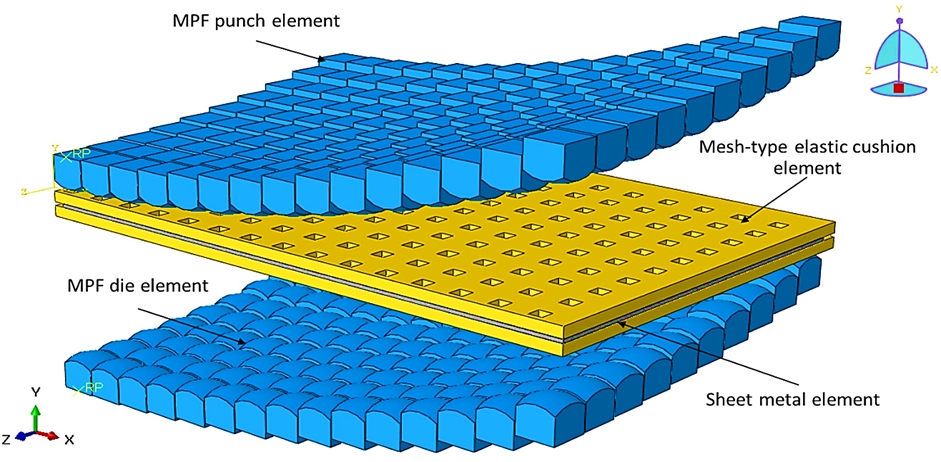 MPF punch element
Y
Z
X
Y
RP
Z
Mesh-type elastic cushion
element
MPF die element
RP
Sheet metal element
Y
Z
X